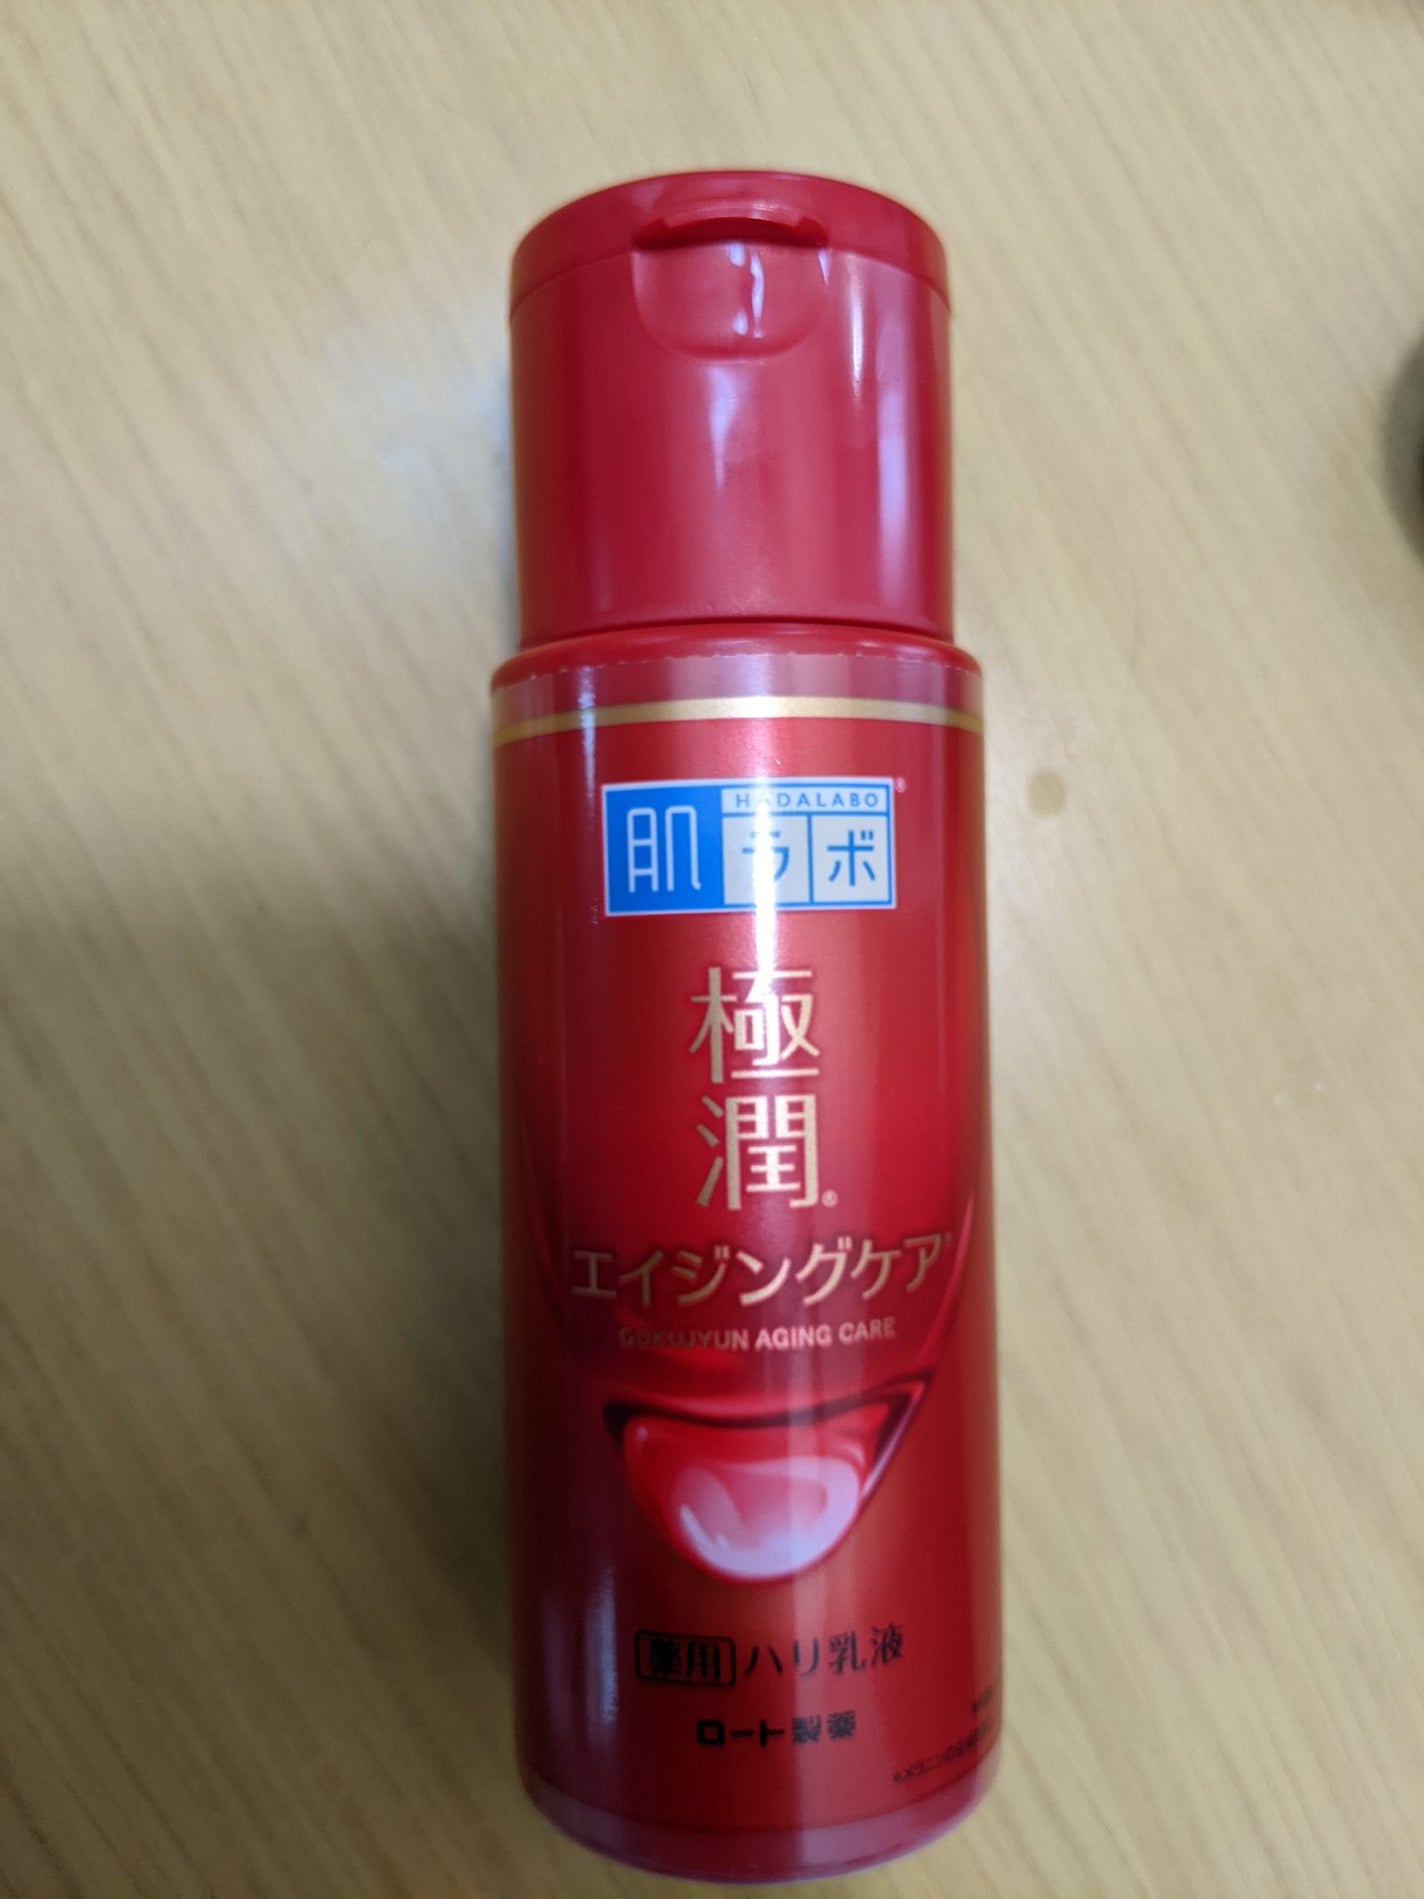 HADALABO
肌ラボ®
極
潤®
エイジングケア*
GOKUJYUN AGING CARE
薬用 ハリ乳液
ロート製薬